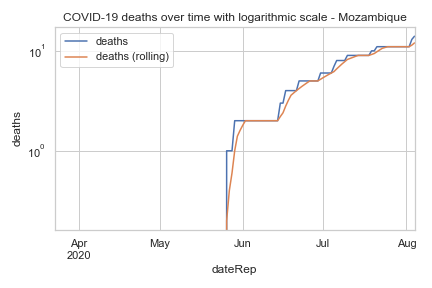 COVID-19 deaths over time with logarithmic scale - Mozambique
deaths
deaths (rolling)
10¹
10⁰
deaths
Apr
2020
May
Jun
Jul
Aug
dateRep